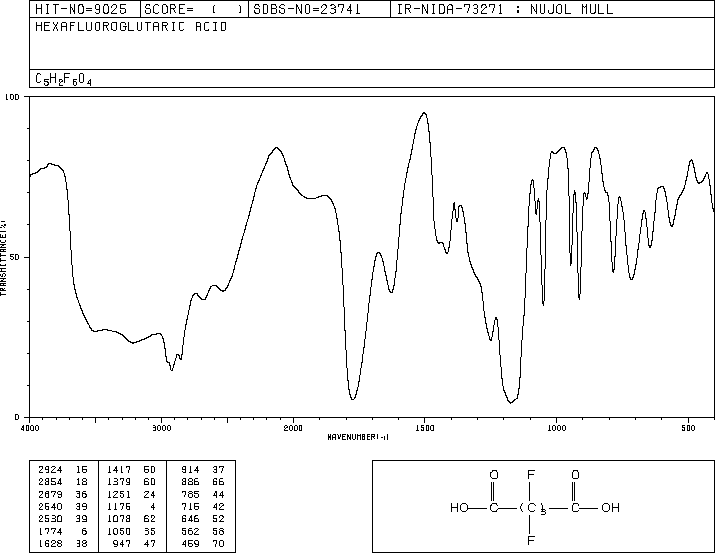 HIT-NO=9025 SCORE= ( ) SDBS-NO=23741 IR-NIDA-73271 : NUJOL MULL
HEXAFLUOROGLUTARIC ACID
C5H2F6O4
100
50
0
TRANSMITTANCE(%)
4000 3000 2000 1500 1000 500
WAVENUMBER(-1)
2924 15 1417 50 914 37
2854 18 1379 60 886 66
2679 36 1251 24 785 44
2540 39 1176 4 715 42
2530 39 1078 62 646 52
1774 6 1050 35 562 58
1628 38 947 47 459 70
O F O
HO C (C)3 C OH
F